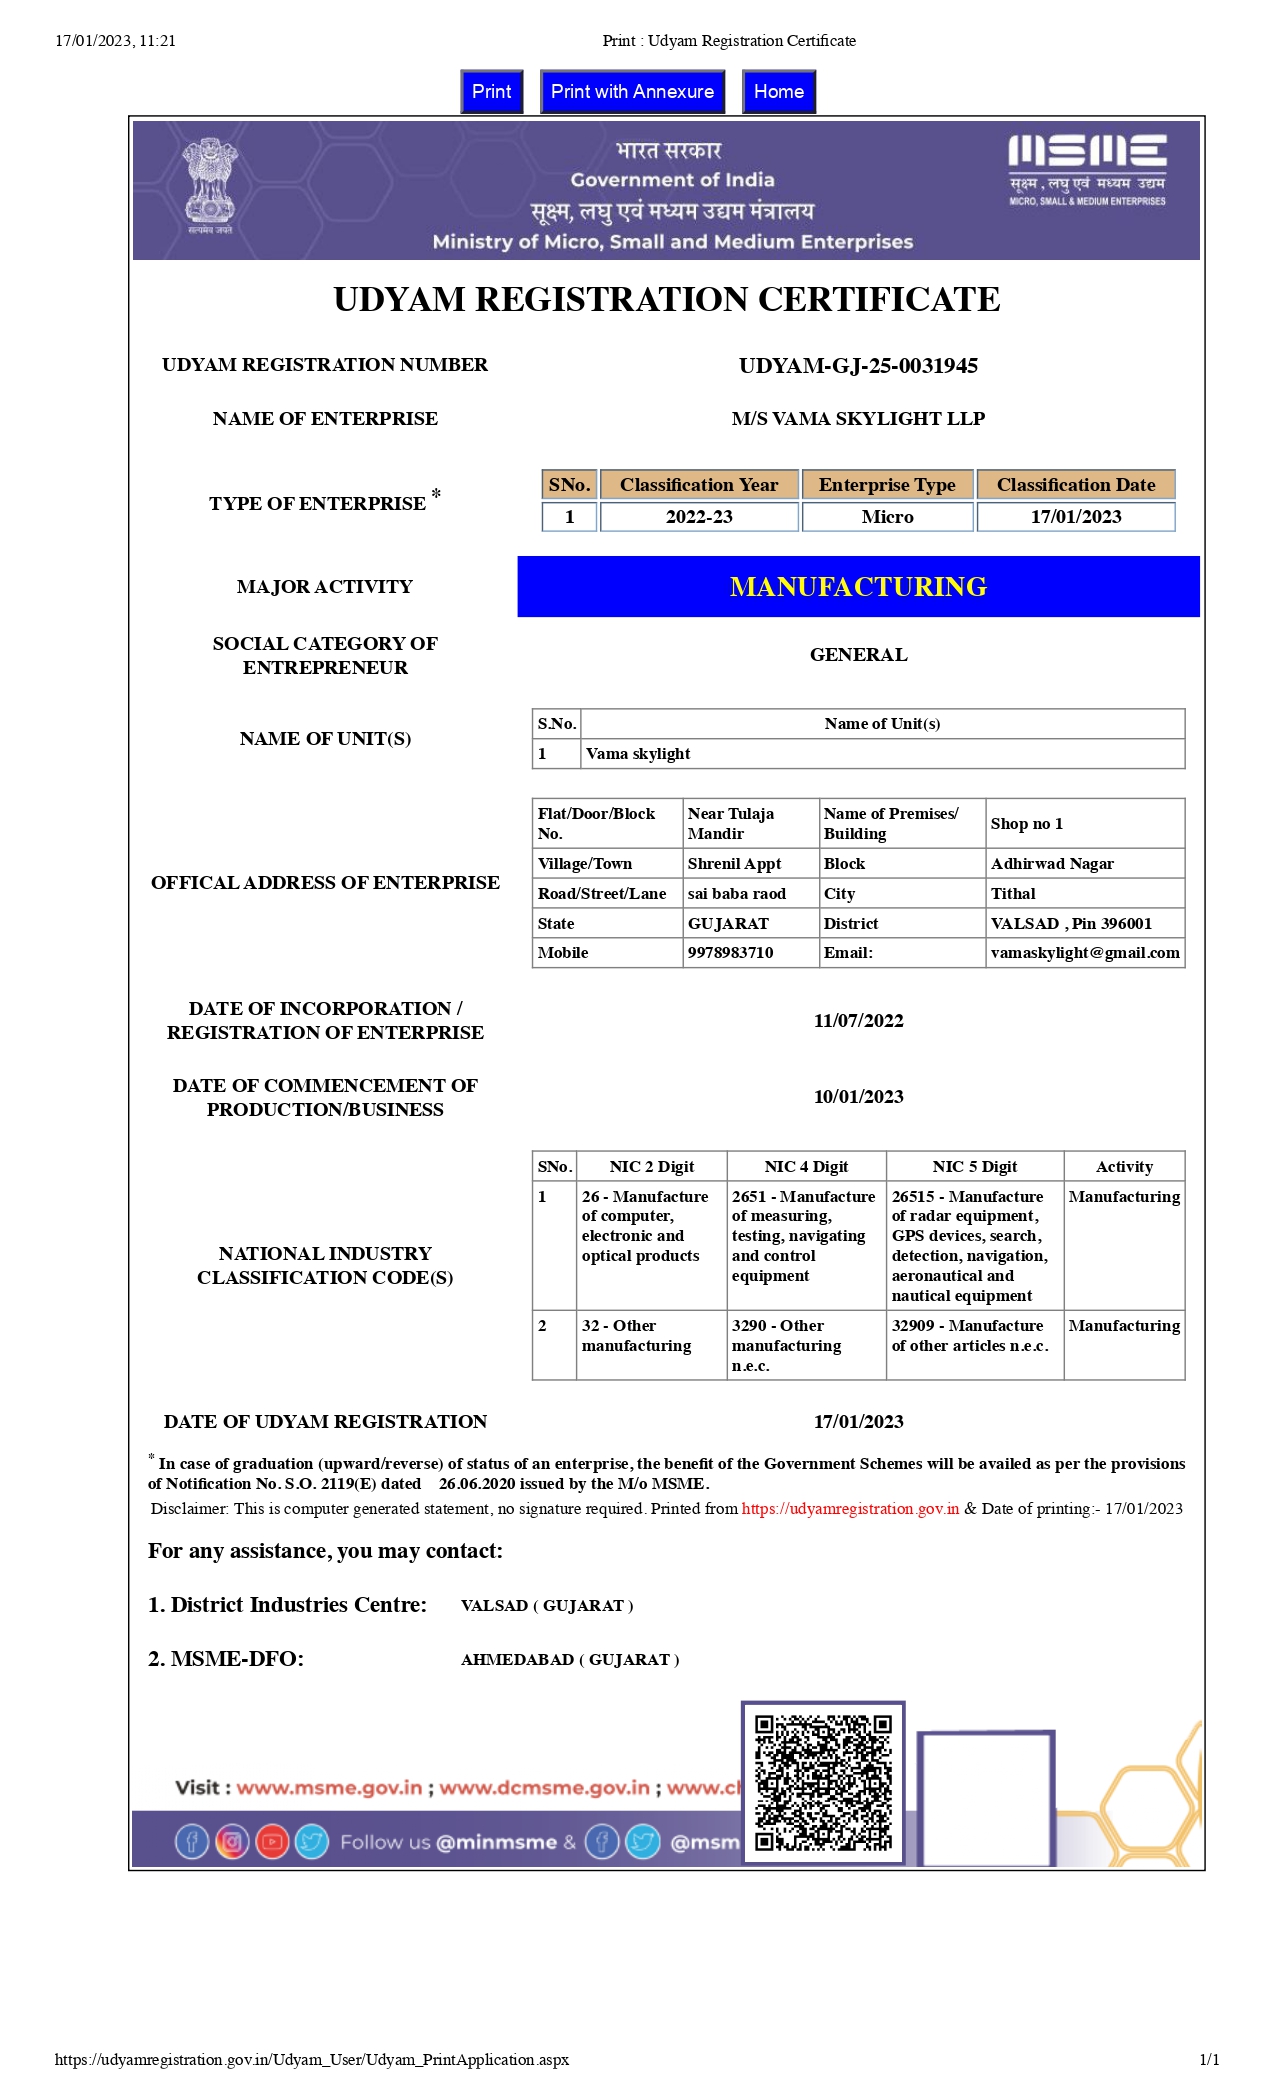 17/01/2023, 11:21 Print : Udyam Registration Certificate
Print Print with Annexure Home
भारत सरकार
Government of India
सूक्ष्म, लघु एवं मध्यम उद्यम मंत्रालय
Ministry of Micro, Small and Medium Enterprises
सत्यमेव जयते
MSME
सूक्ष्म , लघु एवं मध्यम उद्यम
MICRO, SMALL & MEDIUM ENTERPRISES
UDYAM REGISTRATION CERTIFICATE
UDYAM REGISTRATION NUMBER UDYAM-GJ-25-0031945
NAME OF ENTERPRISE M/S VAMA SKYLIGHT LLP
TYPE OF ENTERPRISE *
SNo. Classification Year Enterprise Type Classification Date
1 2022-23 Micro 17/01/2023
MAJOR ACTIVITY MANUFACTURING
SOCIAL CATEGORY OF
ENTREPRENEUR
GENERAL
NAME OF UNIT(S)
S.No. Name of Unit(s)
1 Vama skylight
OFFICAL ADDRESS OF ENTERPRISE
Flat/Door/Block No. Near Tulaja Mandir Name of Premises/ Building Shop no 1
Village/Town Shrenil Appt Block Adhirwad Nagar
Road/Street/Lane sai baba raod City Tithal
State GUJARAT District VALSAD , Pin 396001
Mobile 9978983710 Email: vamaskylight@gmail.com
DATE OF INCORPORATION /
REGISTRATION OF ENTERPRISE
11/07/2022
DATE OF COMMENCEMENT OF
PRODUCTION/BUSINESS
10/01/2023
NATIONAL INDUSTRY
CLASSIFICATION CODE(S)
SNo. NIC 2 Digit NIC 4 Digit NIC 5 Digit Activity
1 26 - Manufacture of computer, electronic and optical products 2651 - Manufacture of measuring, testing, navigating and control equipment 26515 - Manufacture of radar equipment, GPS devices, search, detection, navigation, aeronautical and nautical equipment Manufacturing
2 32 - Other manufacturing 3290 - Other manufacturing n.e.c. 32909 - Manufacture of other articles n.e.c. Manufacturing
DATE OF UDYAM REGISTRATION 17/01/2023
* In case of graduation (upward/reverse) of status of an enterprise, the benefit of the Government Schemes will be availed as per the provisions
of Notification No. S.O. 2119(E) dated 26.06.2020 issued by the M/o MSME.
Disclaimer: This is computer generated statement, no signature required. Printed from https://udyamregistration.gov.in & Date of printing:- 17/01/2023
For any assistance, you may contact:
1. District Industries Centre: VALSAD ( GUJARAT )
2. MSME-DFO: AHMEDABAD ( GUJARAT )
Visit : www.msme.gov.in ; www.dcmsme.gov.in ; www.ch
Follow us @minmsme & @msm
https://udyamregistration.gov.in/Udyam_User/Udyam_PrintApplication.aspx 1/1